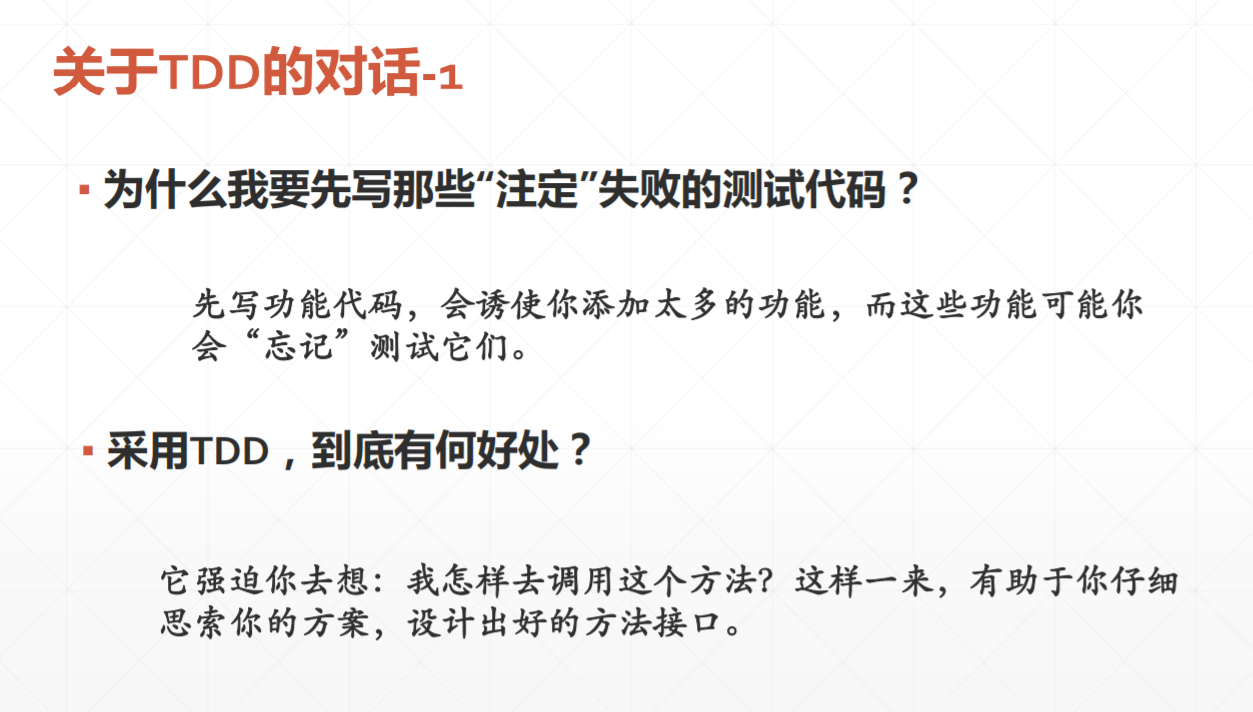 关于TDD的对话-1
▪ 为什么我要先写那些“注定”失败的测试代码？
先写功能代码，会诱使你添加太多的功能，而这些功能可能你
会“忘记”测试它们。
▪ 采用TDD，到底有何好处？
它强迫你去想：我怎样去调用这个方法？这样一来，有助于你仔细
思索你的方案，设计出好的方法接口。